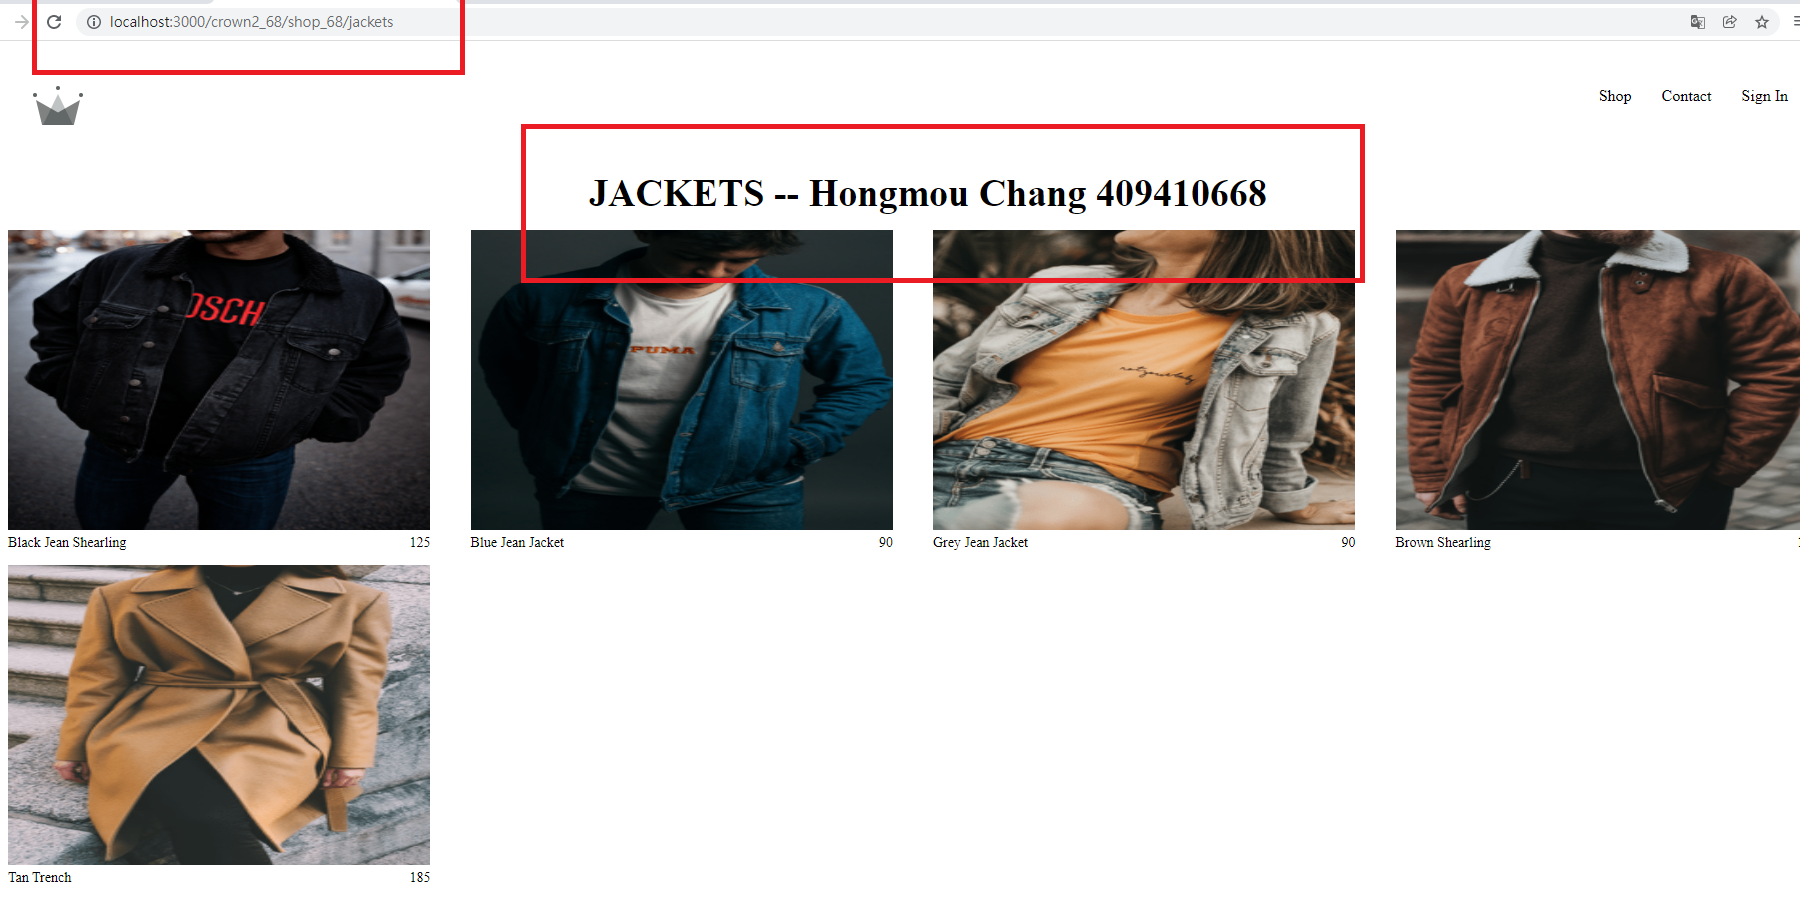 localhost:3000/crown2_68/shop_68/jackets
Shop Contact Sign In
JACKETS -- Hongmou Chang 409410668
OSCH
PUMA
Black Jean Shearling 125
Blue Jean Jacket 90
Grey Jean Jacket 90
Brown Shearling
Tan Trench 185